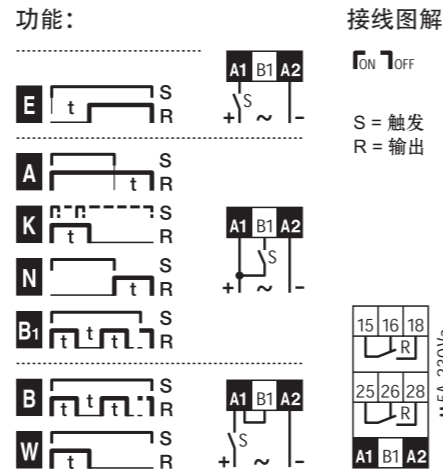 功能：
接线图解
A1 B1 A2
ON OFF
E t S
R
S
+ ~ -
S = 触发
R = 输出
A S
t R
K S
t R
N S
t R
B1 t t S
R
A1 B1 A2
S
+ ~ -
15 16 18
R
25 26 28
R
A1 B1 A2
B t t S
R
W S
t R
A1 B1 A2
S
+ ~ -